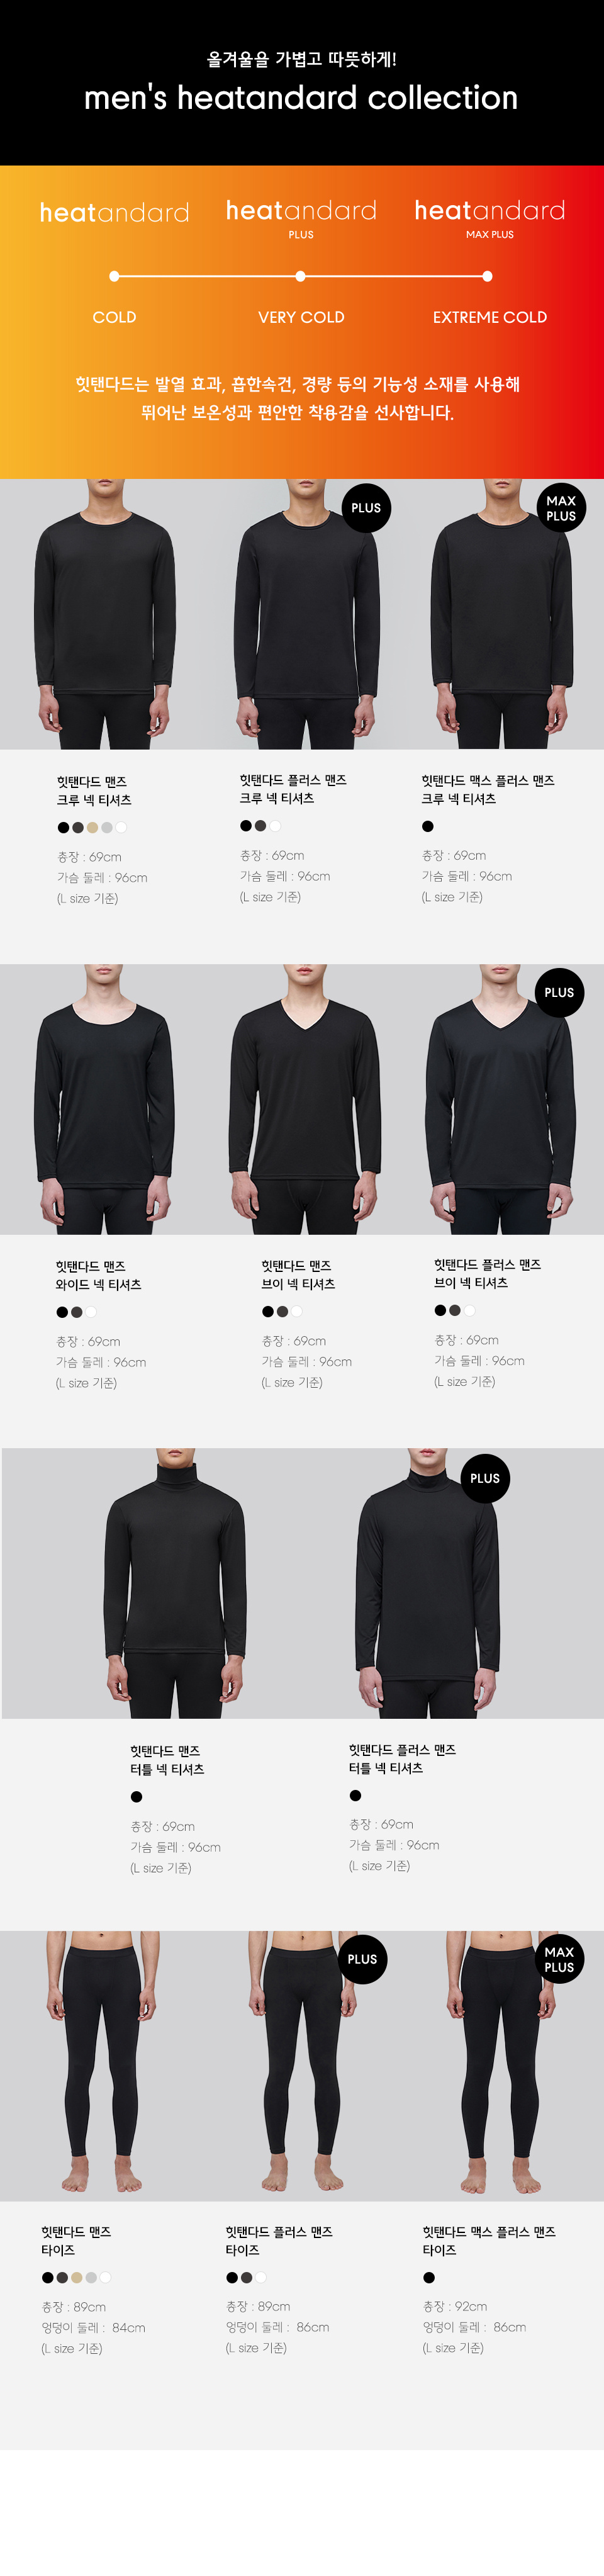 올겨울을 가볍고 따뜻하게!
men's heatandard collection
heatandard
heatandard
PLUS
heatandard
MAX PLUS
COLD
VERY COLD
EXTREME COLD
힛탠다드는 발열 효과, 흡한속건, 경량 등의 기능성 소재를 사용해
뛰어난 보온성과 편안한 착용감을 선사합니다.
PLUS
MAX
PLUS
힛탠다드 맨즈
크루 넥 티셔츠
총장 : 69cm
가슴 둘레 : 96cm
(L size 기준)
힛탠다드 플러스 맨즈
크루 넥 티셔츠
총장 : 69cm
가슴 둘레 : 96cm
(L size 기준)
힛탠다드 맥스 플러스 맨즈
크루 넥 티셔츠
총장 : 69cm
가슴 둘레 : 96cm
(L size 기준)
PLUS
힛탠다드 맨즈
와이드 넥 티셔츠
총장 : 69cm
가슴 둘레 : 96cm
(L size 기준)
힛탠다드 맨즈
브이 넥 티셔츠
총장 : 69cm
가슴 둘레 : 96cm
(L size 기준)
힛탠다드 플러스 맨즈
브이 넥 티셔츠
총장 : 69cm
가슴 둘레 : 96cm
(L size 기준)
PLUS
힛탠다드 맨즈
터틀 넥 티셔츠
총장 : 69cm
가슴 둘레 : 96cm
(L size 기준)
힛탠다드 플러스 맨즈
터틀 넥 티셔츠
총장 : 69cm
가슴 둘레 : 96cm
(L size 기준)
PLUS
MAX
PLUS
힛탠다드 맨즈
타이즈
총장 : 89cm
엉덩이 둘레 : 84cm
(L size 기준)
힛탠다드 플러스 맨즈
타이즈
총장 : 89cm
엉덩이 둘레 : 86cm
(L size 기준)
힛탠다드 맥스 플러스 맨즈
타이즈
총장 : 92cm
엉덩이 둘레 : 86cm
(L size 기준)